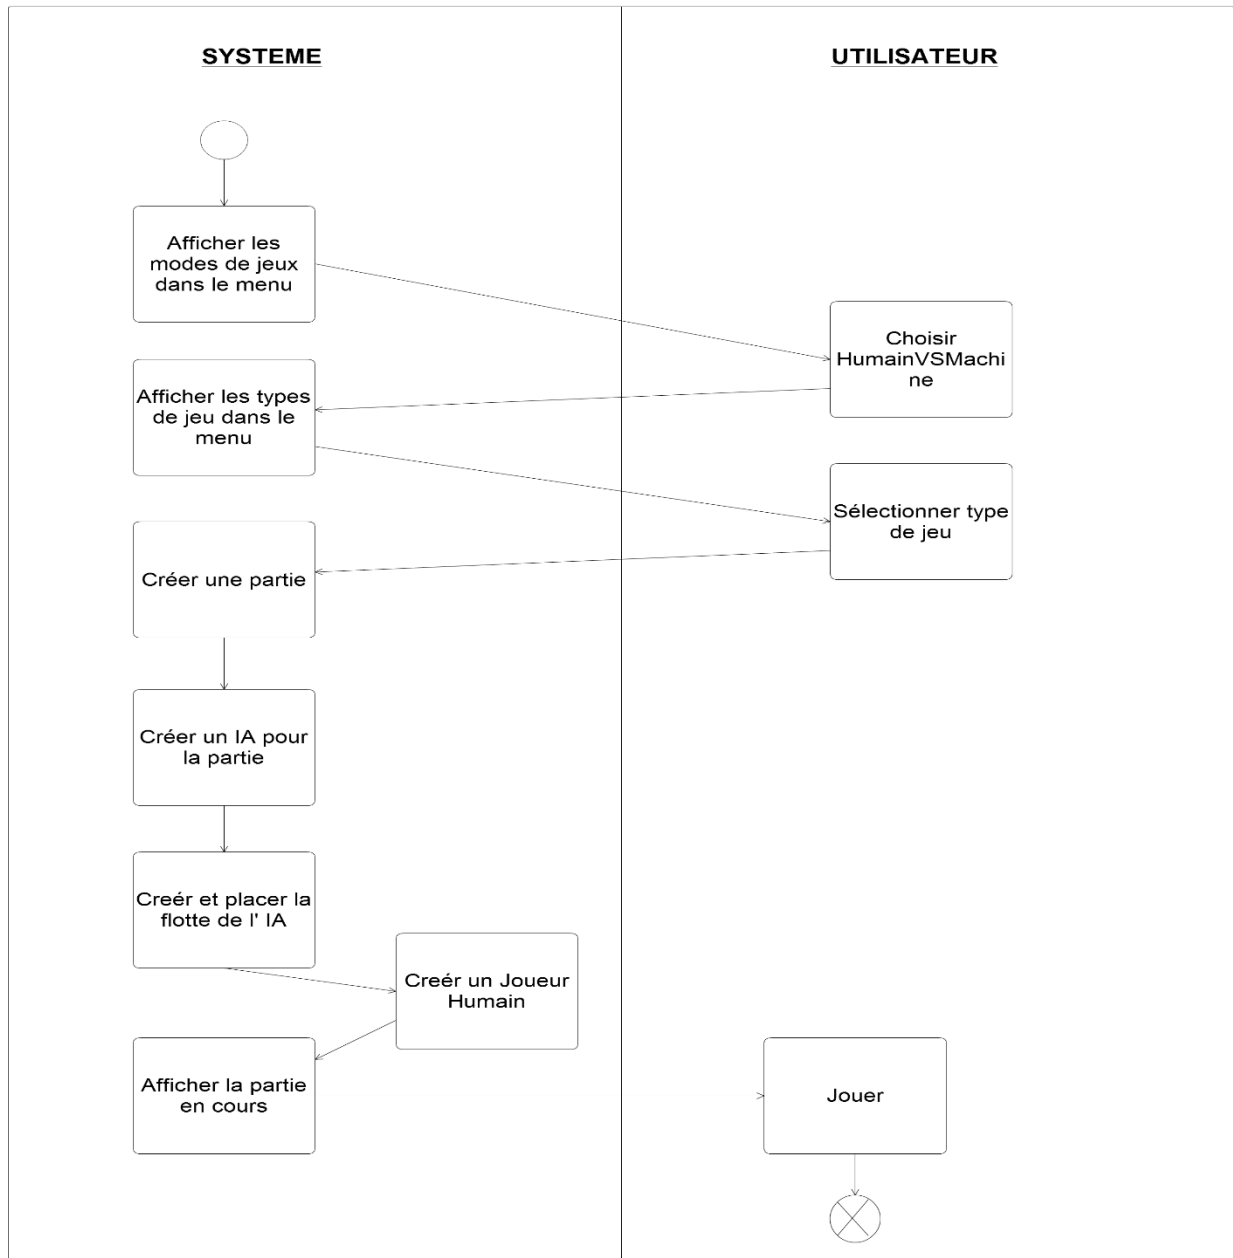 SYSTEME
UTILISATEUR
Afficher les
modes de jeux
dans le menu
Choisir
HumainVSMachi
ne
Afficher les types
de jeu dans le
menu
Sélectionner type
de jeu
Créer une partie
Créer un IA pour
la partie
Creér et placer la
flotte de l' IA
Creér un Joueur
Humain
Afficher la partie
en cours
Jouer